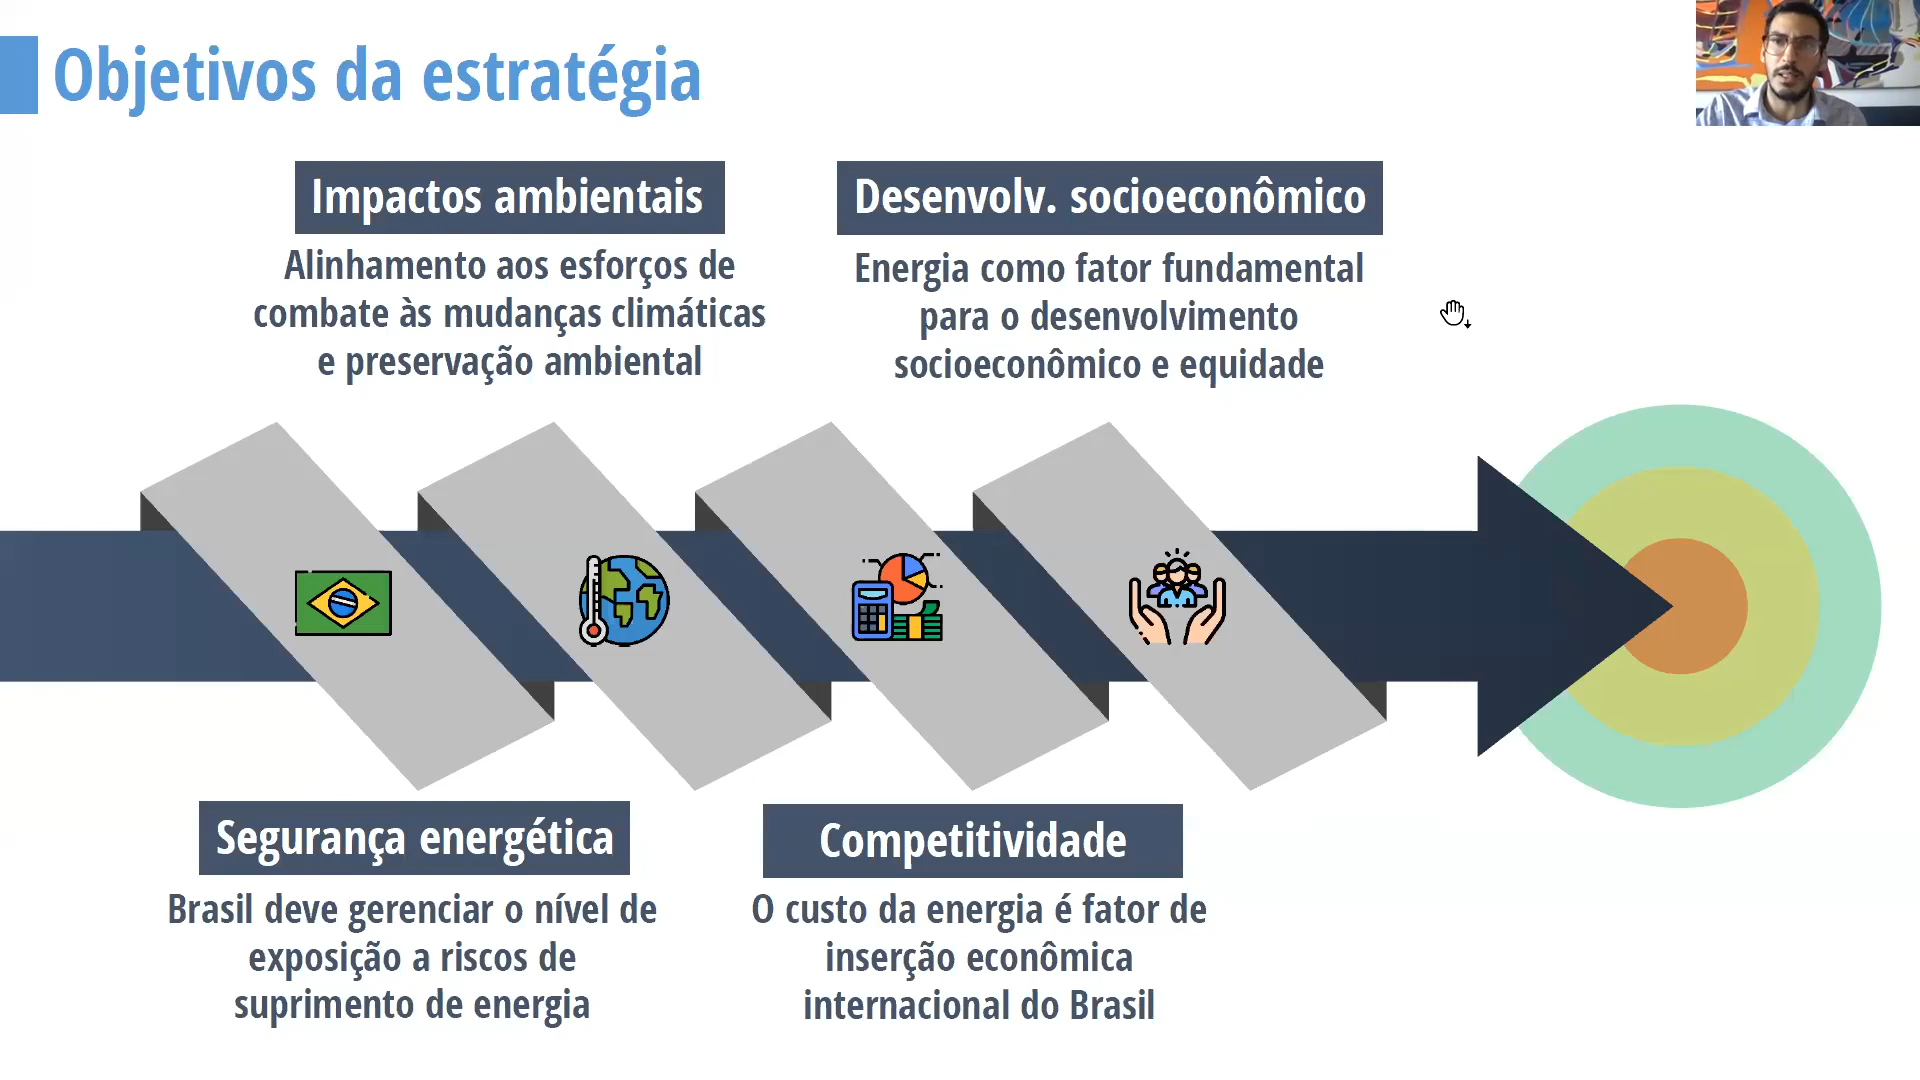 Objetivos da estratégia
Impactos ambientais
Alinhamento aos esforços de
combate às mudanças climáticas
e preservação ambiental
Desenvolv. socioeconômico
Energia como fator fundamental
para o desenvolvimento
socioeconômico e equidade
Segurança energética
Brasil deve gerenciar o nível de
exposição a riscos de
suprimento de energia
Competitividade
O custo da energia é fator de
inserção econômica
internacional do Brasil